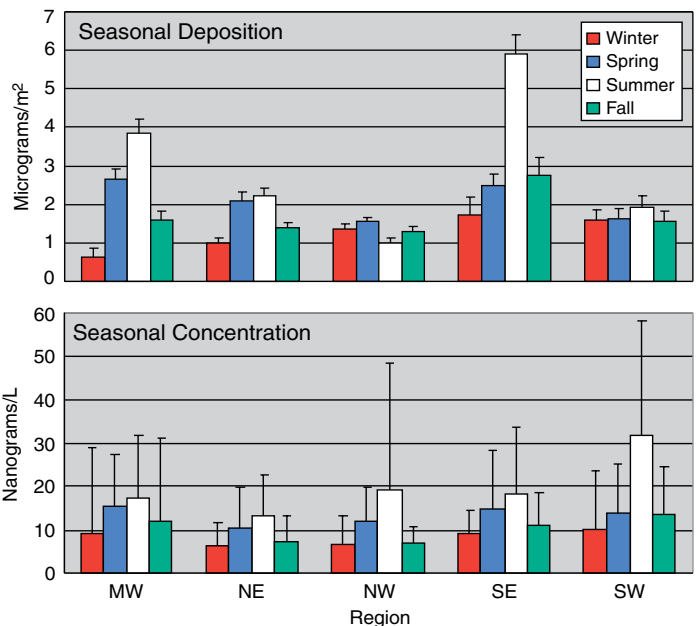 Seasonal Deposition
Winter
Spring
Summer
Fall
Micrograms/m²
7
6
5
4
3
2
1
0
Seasonal Concentration
Nanograms/L
60
50
40
30
20
10
0
MW NE NW SE SW
Region